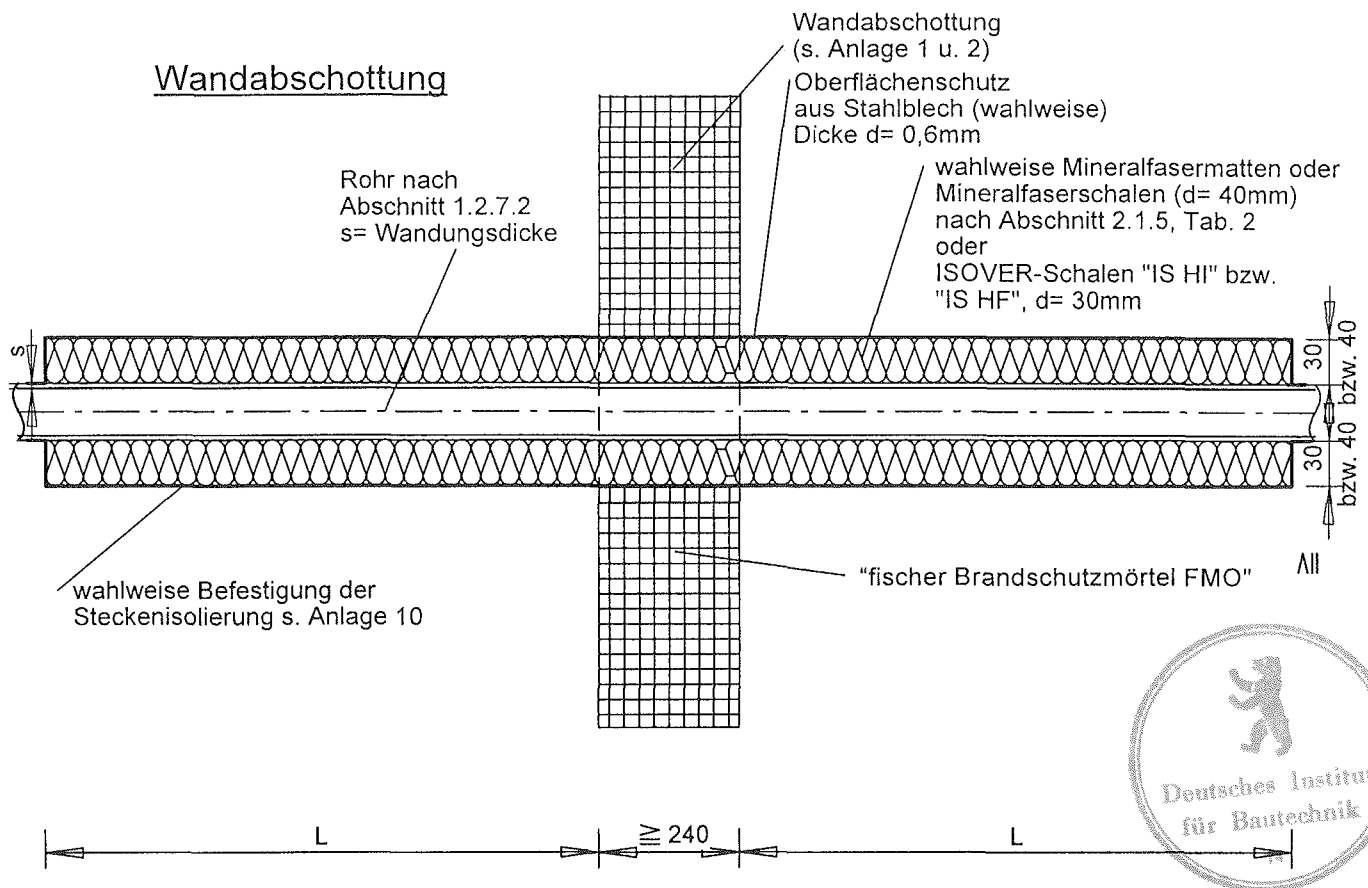 Wandabschottung
Wandabschottung
(s. Anlage 1 u. 2)
Oberflächenschutz
aus Stahlblech (wahlweise)
Dicke d= 0,6mm
wahlweise Mineralfasermatten oder
Mineralfaserschalen (d= 40mm)
nach Abschnitt 2.1.5, Tab. 2
oder
ISOVER-Schalen "IS HI" bzw.
"IS HF", d= 30mm
Rohr nach
Abschnitt 1.2.7.2
s= Wandungsdicke
s
30
bzw. 40
30
bzw. 40
≧
wahlweise Befestigung der
Steckenisolierung s. Anlage 10
"fischer Brandschutzmörtel FMO"
L
≧ 240
L
Deutsches Institu
für Bautechnik